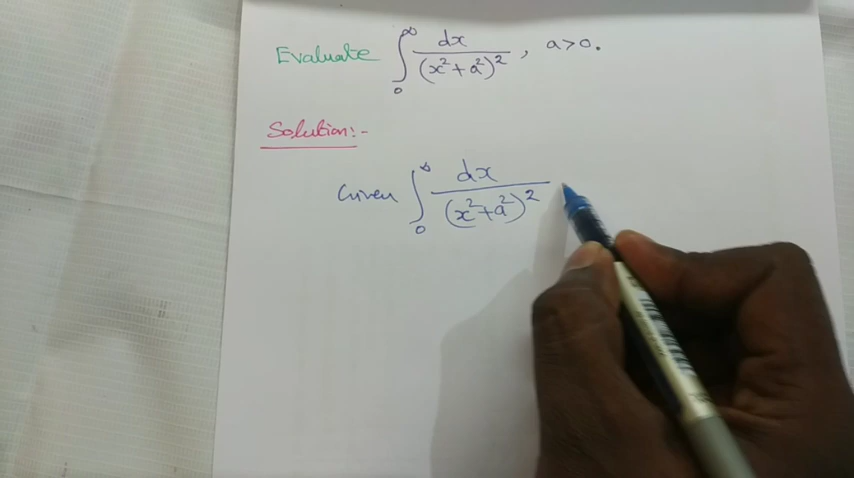 Evaluate ∫₀^∞ dx/(x²+a²)², a>0.
Solution:-
Given ∫₀^∞ dx/(x²+a²)²